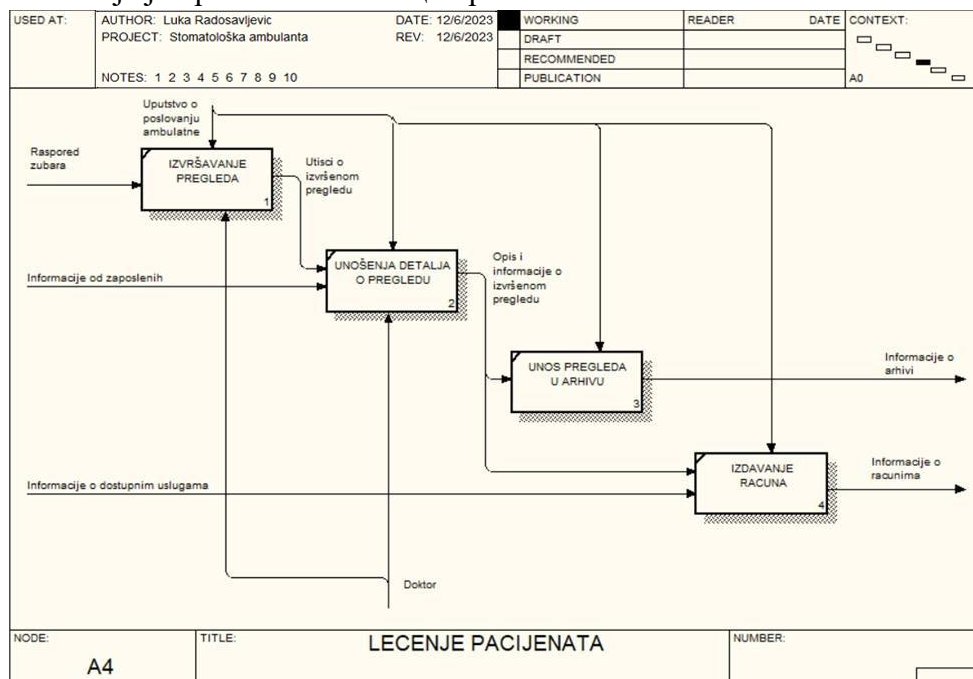 USED AT:
AUTHOR: Luka Radosavljevic
DATE: 12/6/2023
PROJECT: Stomatološka ambulanta
REV: 12/6/2023
NOTES: 1 2 3 4 5 6 7 8 9 10
WORKING
DRAFT
RECOMMENDED
PUBLICATION
READER
DATE
CONTEXT:
A0
Uputstvo o
poslovanju
ambulatne
Raspored
zubara
IZVRŠAVANJE
PREGLEDA
1
Utisci o
izvršenom
pregledu
Informacije od zaposlenih
UNOŠENJA DETALJA
O PREGLEDU
2
Opis i
informacije o
izvršenom
pregledu
UNOS PREGLEDA
U ARHIVU
3
Informacije o
arhivi
Informacije o dostupnim uslugama
IZDAVANJE
RACUNA
4
Informacije o
racunima
Doktor
NODE:
A4
TITLE:
LECENJE PACIJENATA
NUMBER: